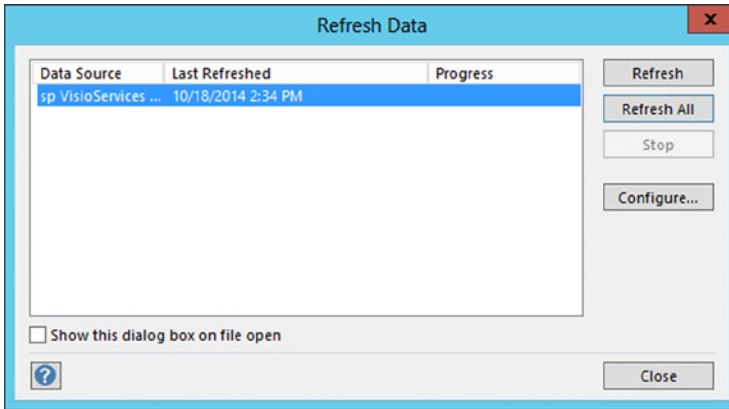 Refresh Data
x
Data Source Last Refreshed Progress
sp VisioServices ... 10/18/2014 2:34 PM
Refresh
Refresh All
Stop
Configure...
Show this dialog box on file open
?
Close